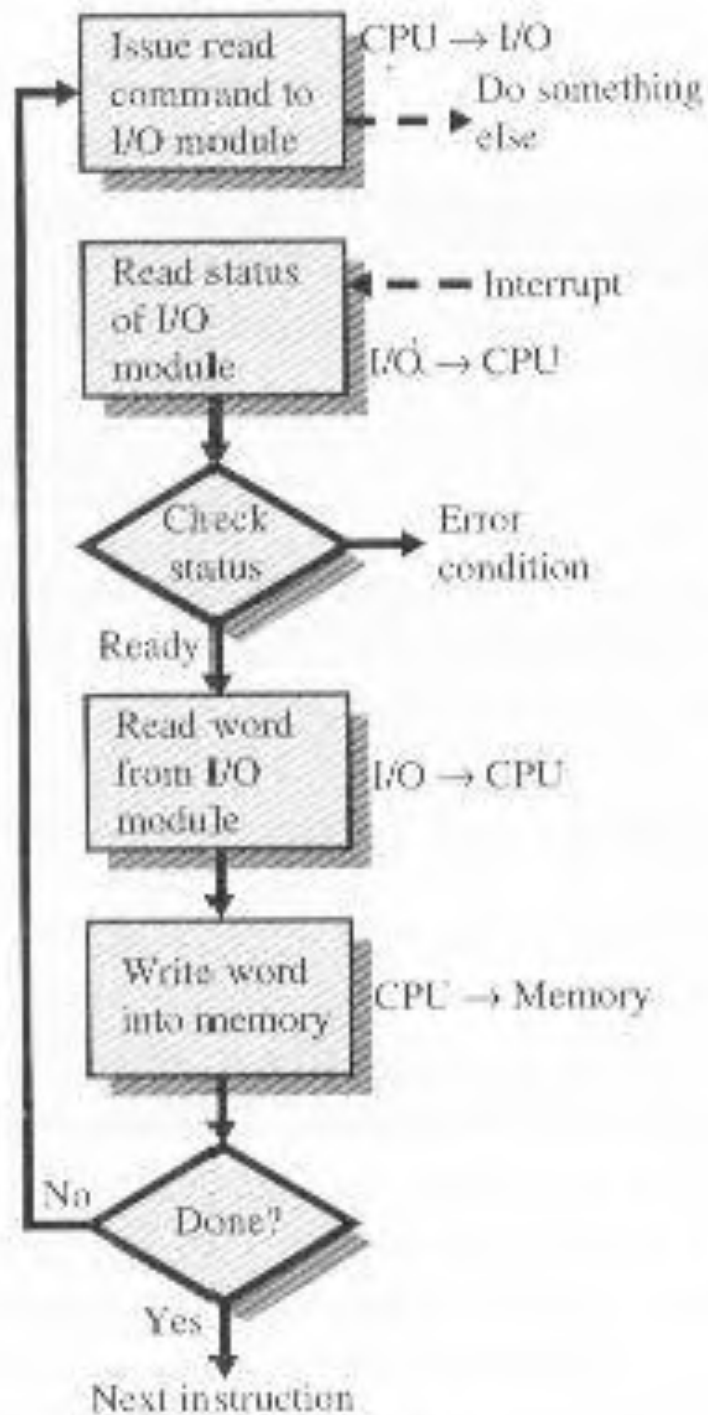 Issue read
command to
I/O module
CPU → I/O
Do something
else
Read status
of I/O
module
Interrupt
I/O → CPU
Check
status
Error
condition
Ready
Read word
from I/O
module
I/O → CPU
Write word
into memory
CPU → Memory
Done?
No
Yes
Next instruction